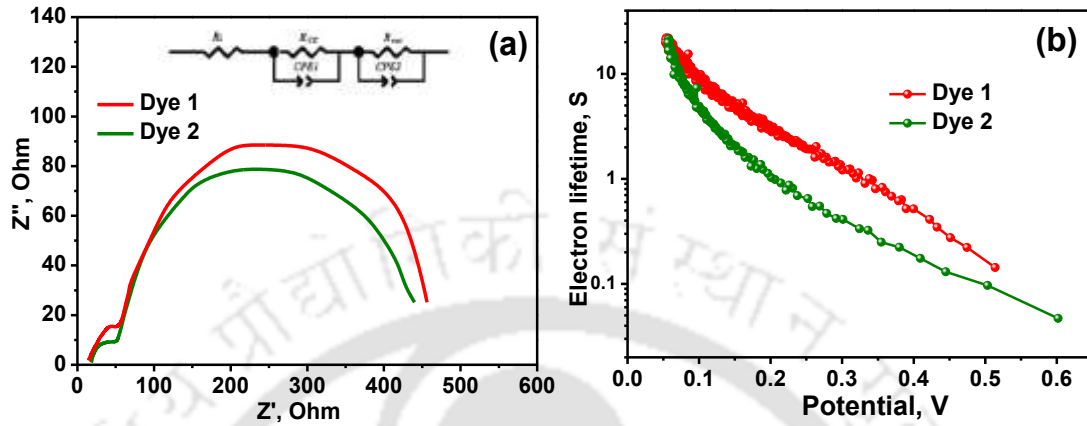 140
120
100
80
60
40
20
0
Z'', Ohm
(a)
Dye 1
Dye 2
0 100 200 300 400 500 600
Z', Ohm
CPE1 CPE2
10
1
0.1
Electron lifetime, S
(b)
Dye 1
Dye 2
0.0 0.1 0.2 0.3 0.4 0.5 0.6
Potential, V